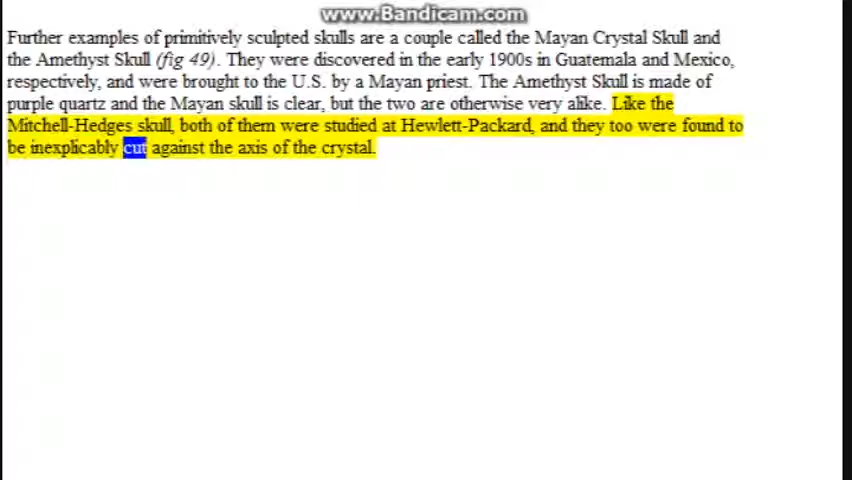 www.Bandicam.com
Further examples of primitively sculpted skulls are a couple called the Mayan Crystal Skull and
the Amethyst Skull (fig 49). They were discovered in the early 1900s in Guatemala and Mexico,
respectively, and were brought to the U.S. by a Mayan priest. The Amethyst Skull is made of
purple quartz and the Mayan skull is clear, but the two are otherwise very alike. Like the
Mitchell-Hedges skull, both of them were studied at Hewlett-Packard, and they too were found to
be inexplicably cut against the axis of the crystal.